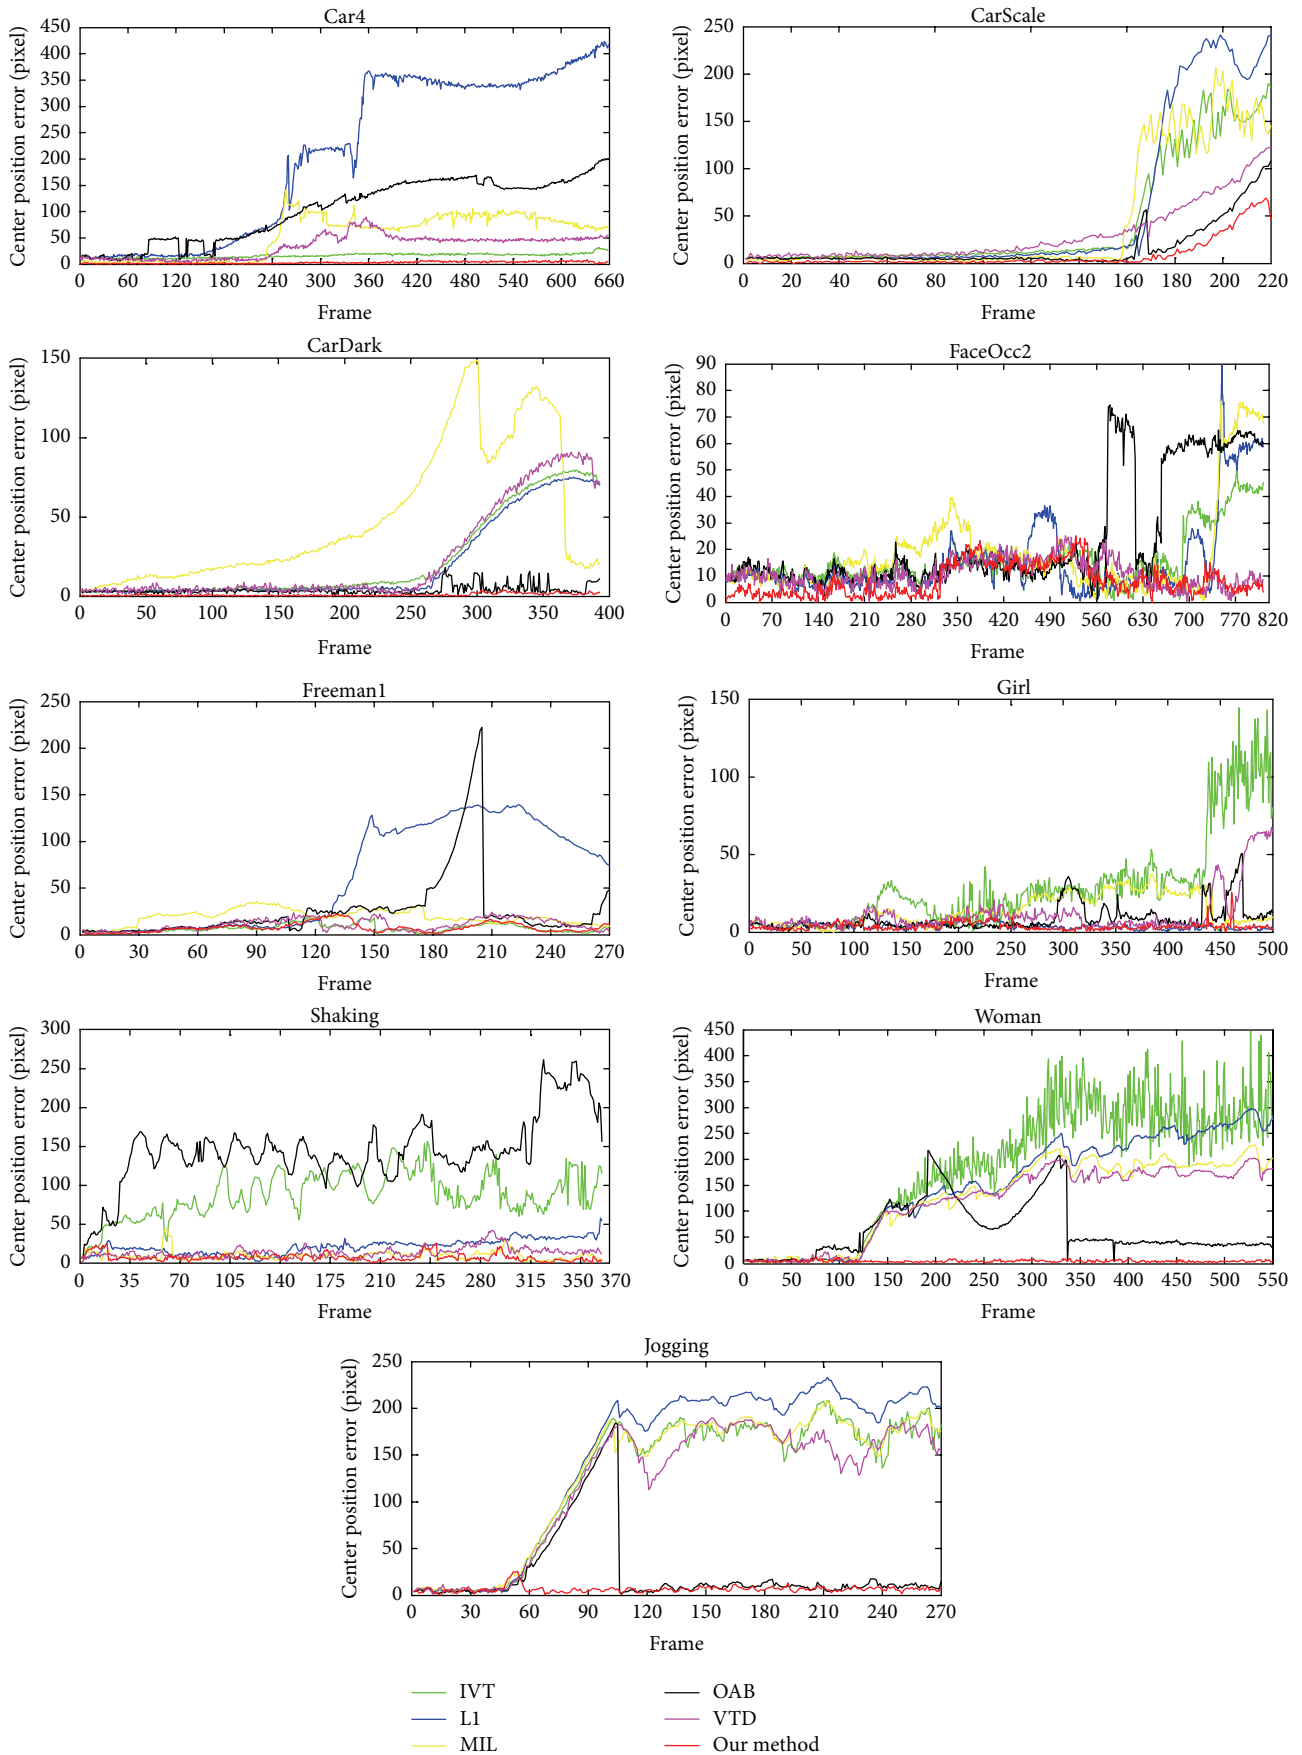 Car4
Center position error (pixel)
450
400
350
300
250
200
150
100
50
0
0 60 120 180 240 300 360 420 480 540 600 660
Frame
CarScale
Center position error (pixel)
250
200
150
100
50
0
0 20 40 60 80 100 120 140 160 180 200 220
Frame
CarDark
Center position error (pixel)
150
100
50
0
0 50 100 150 200 250 300 350 400
Frame
FaceOcc2
Center position error (pixel)
90
80
70
60
50
40
30
20
10
0
0 70 140 210 280 350 420 490 560 630 700 770 820
Frame
Freeman1
Center position error (pixel)
250
200
150
100
50
0
0 30 60 90 120 150 180 210 240 270
Frame
Girl
Center position error (pixel)
150
100
50
0
0 50 100 150 200 250 300 350 400 450 500
Frame
Shaking
Center position error (pixel)
300
250
200
150
100
50
0
0 35 70 105 140 175 210 245 280 315 350 370
Frame
Woman
Center position error (pixel)
450
400
350
300
250
200
150
100
50
0
0 50 100 150 200 250 300 350 400 450 500 550
Frame
Jogging
Center position error (pixel)
250
200
150
100
50
0
0 30 60 90 120 150 180 210 240 270
Frame
IVT
L1
MIL
OAB
VTD
Our method